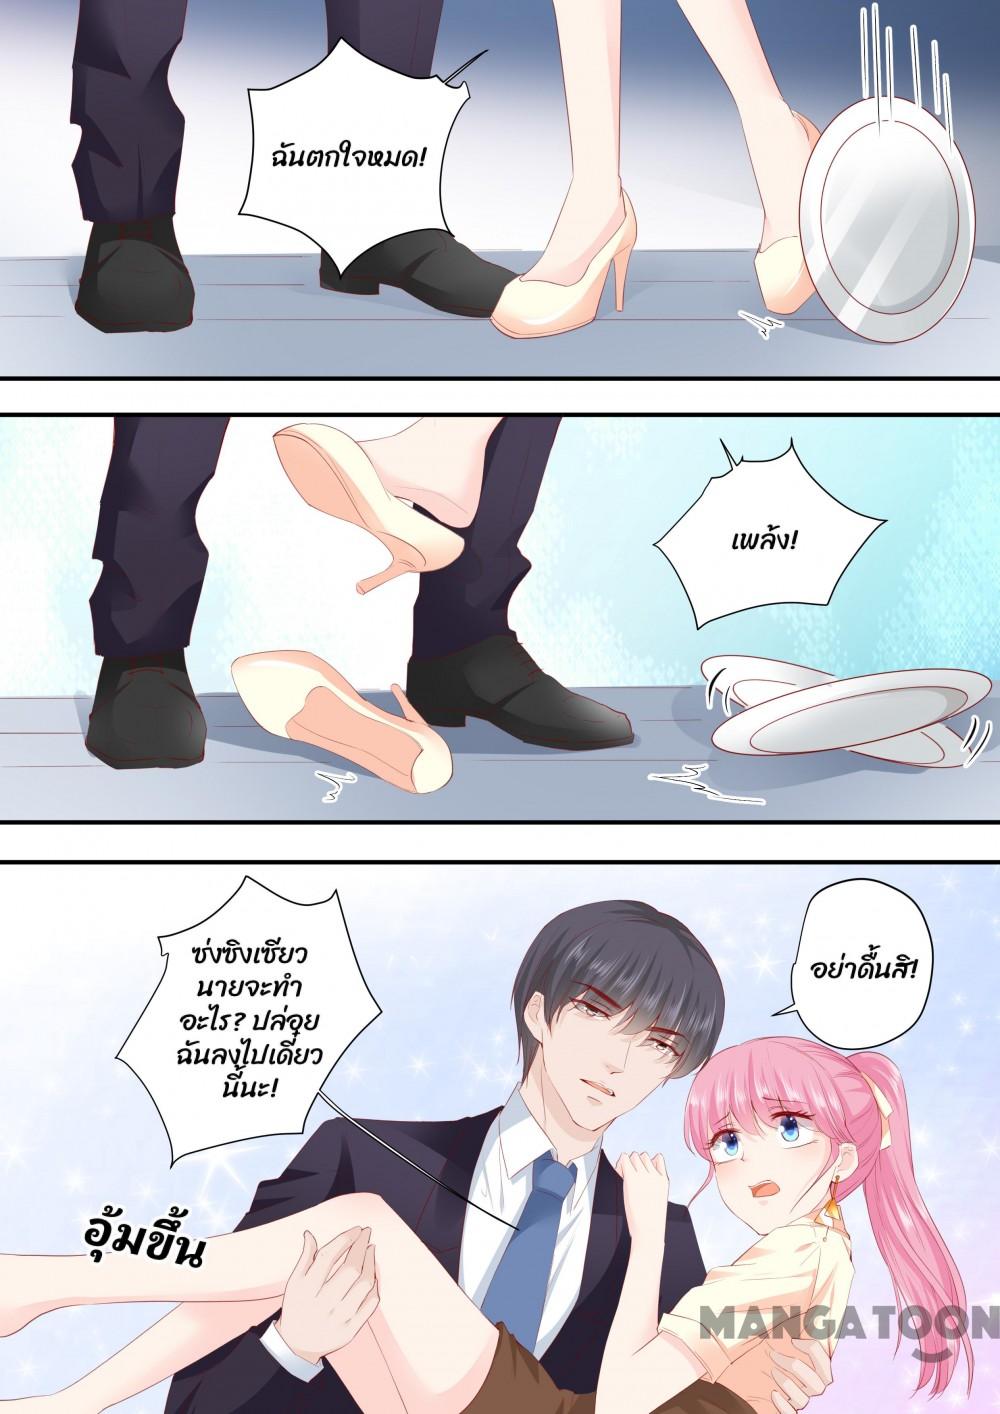 ฉันตกใจหมด!
เพล้ง!
ซ่งซิงเซียว
นายจะทำ
อะไร? ปล่อย
ฉันลงไปเดี๋ยว
นี้นะ!
อย่าดื้นสิ!
อุ้มขึ้น
MANGATOON